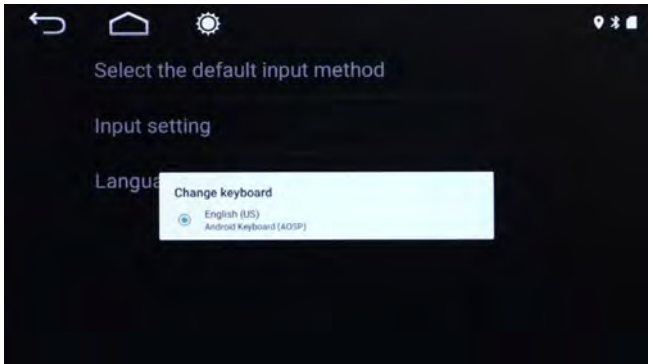 Select the default input method
Input setting
Langua
Change keyboard
English (US)
Android Keyboard (AOSP)